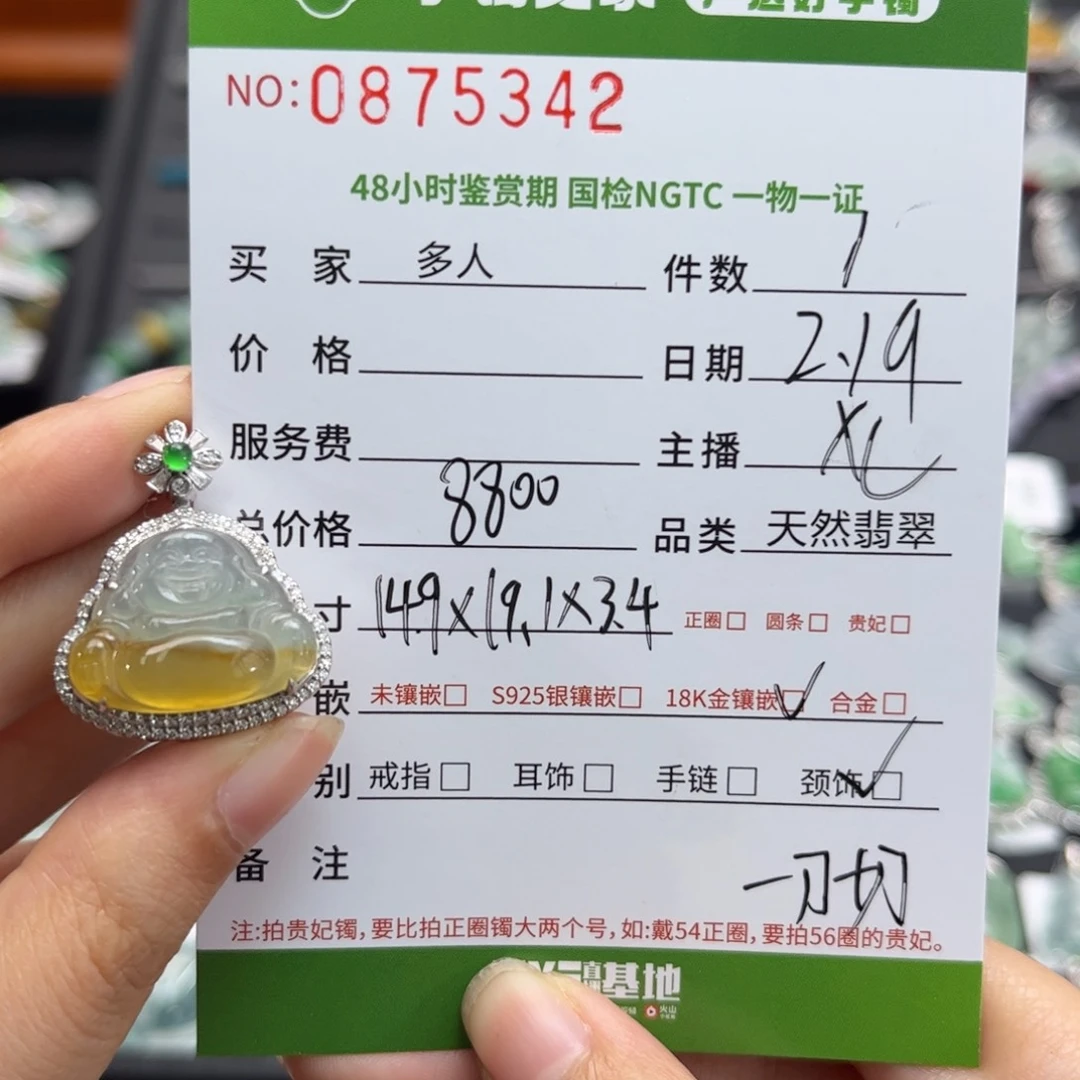 NO:0875342
48小时鉴赏期 国检NGTC 一物一证
买 家 多人 件数 1
价 格 日期 2.19
服务费 主播 XC
总价格 8800 品类 天然翡翠
寸 14.9X19.1X3.4 正圈□ 圆条□ 贵妃□
嵌 未镶嵌□ S925银镶嵌□ 18K金镶嵌☑ 合金□
别 戒指□ 耳饰□ 手链□ 颈饰☑
备 注 一刀切
注:拍贵妃镯,要比拍正圈镯大两个号,如:戴54正圈,要拍56圈的贵妃。
基地
火山